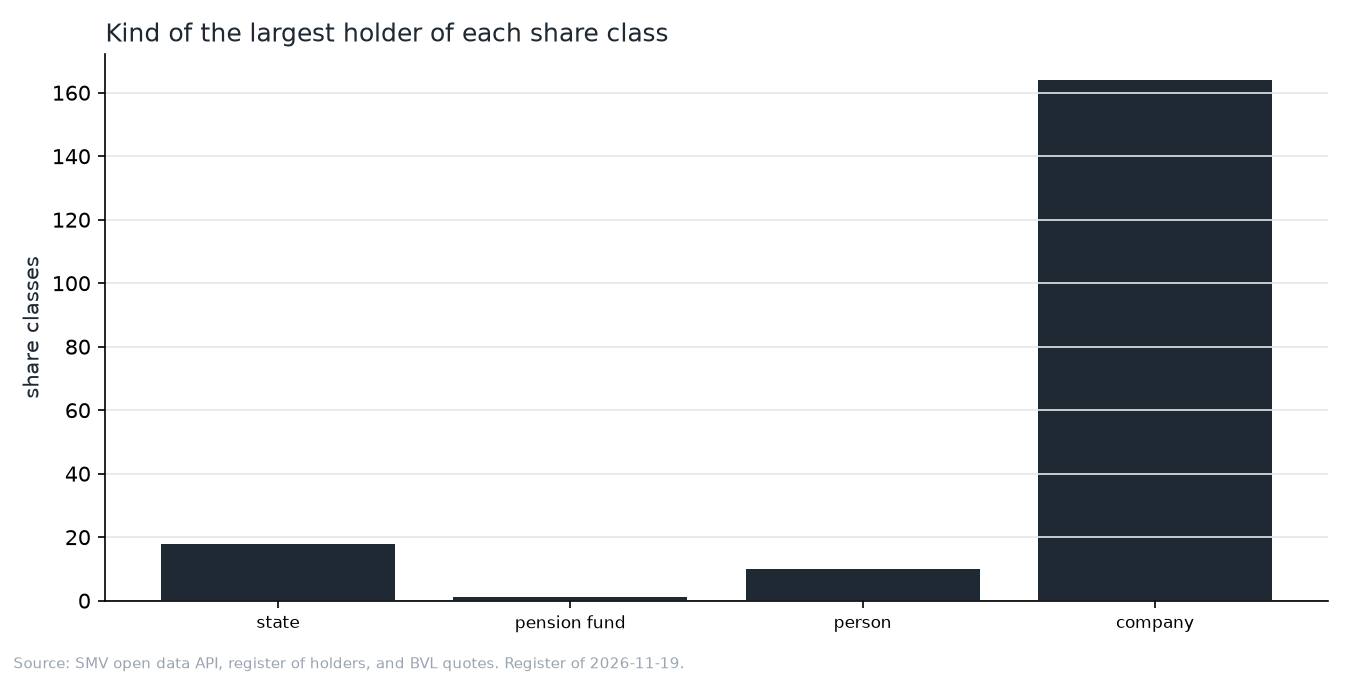 Kind of the largest holder of each share class
share classes
160
140
120
100
80
60
40
20
0
state
pension fund
person
company
Source: SMV open data API, register of holders, and BVL quotes. Register of 2026-11-19.